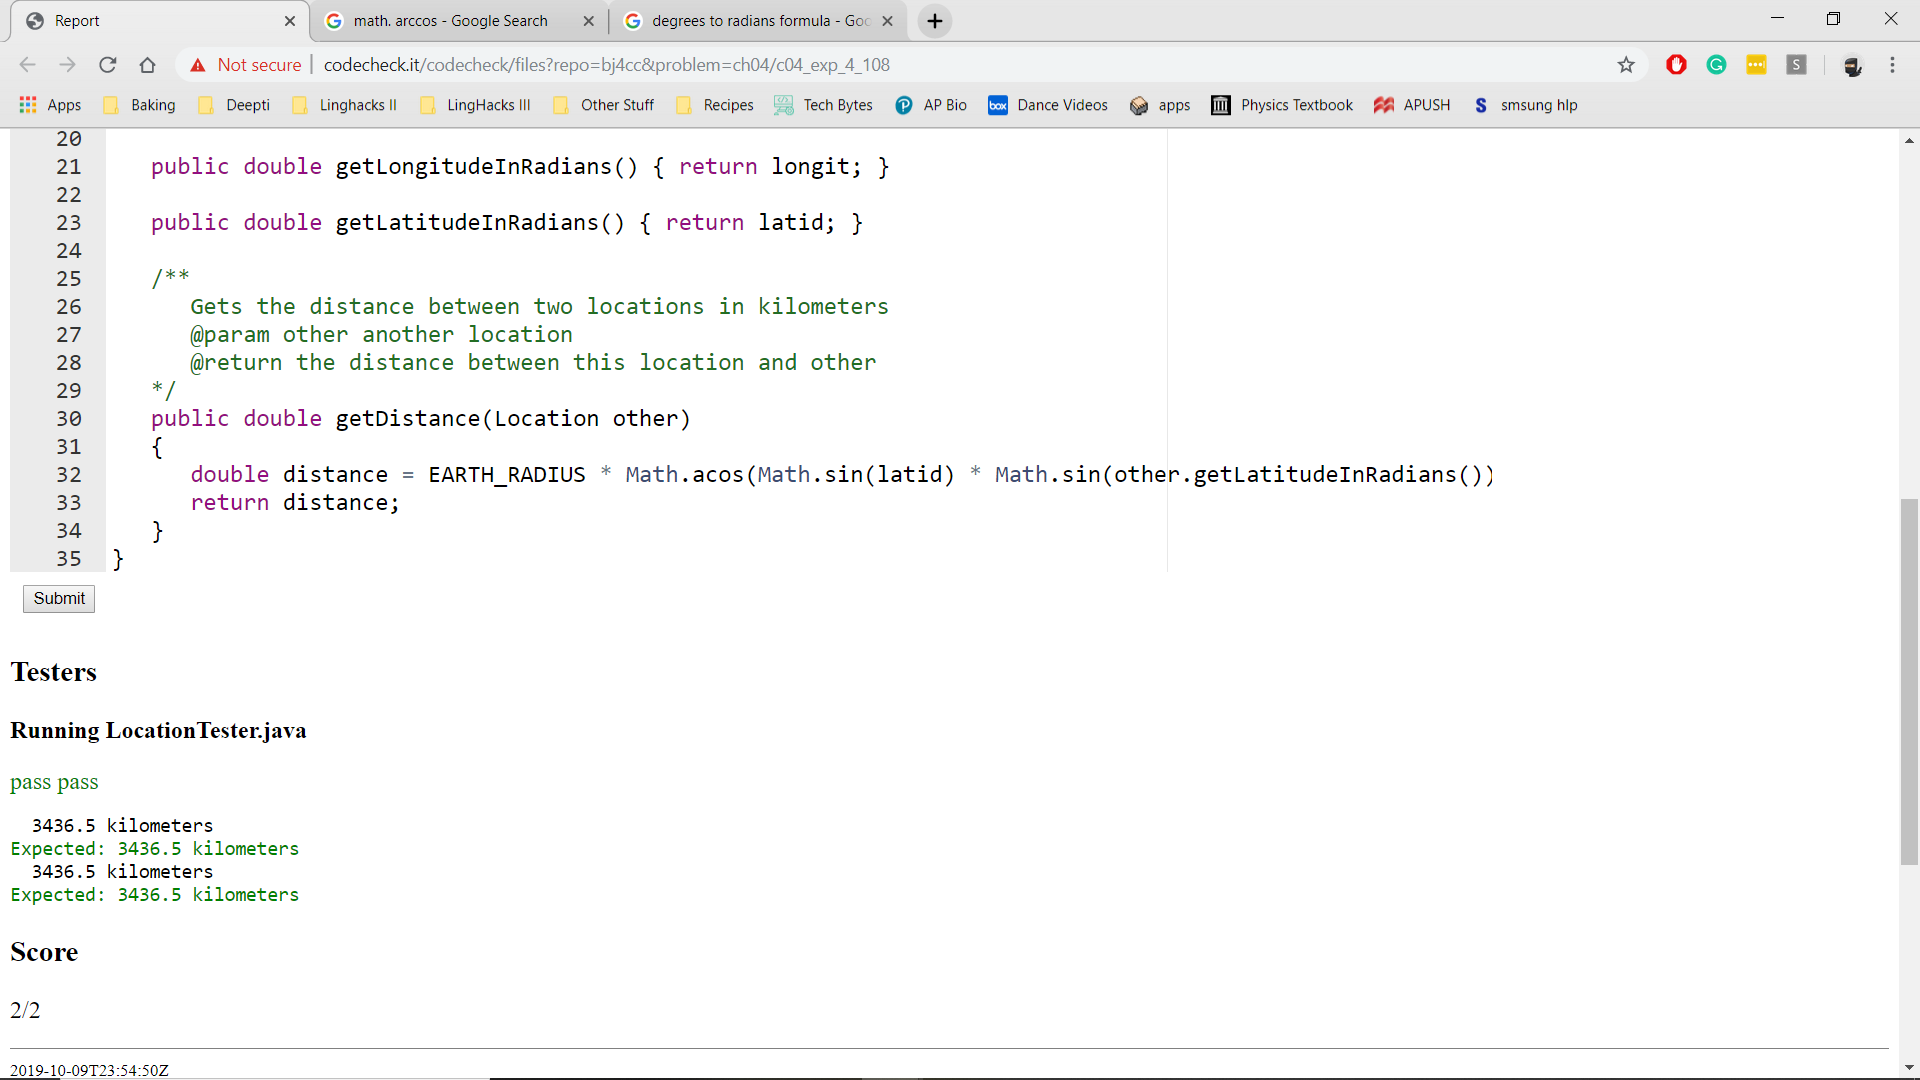 Report
math. arccos - Google Search
degrees to radians formula - Goo
Not secure
codecheck.it/codecheck/files?repo=bj4cc&problem=ch04/c04_exp_4_108
S
Apps
Baking
Deepti
Linghacks II
LingHacks III
Other Stuff
Recipes
Tech Bytes
AP Bio
box Dance Videos
apps
Physics Textbook
APUSH
S smsung hlp
20
21 public double getLongitudeInRadians() { return longit; }
22
23 public double getLatitudeInRadians() { return latid; }
24
25 /**
26 Gets the distance between two locations in kilometers
27 @param other another location
28 @return the distance between this location and other
29 */
30 public double getDistance(Location other)
31 {
32 double distance = EARTH_RADIUS * Math.acos(Math.sin(latid) * Math.sin(other.getLatitudeInRadians())
33 return distance;
34 }
35 }
Submit
Testers
Running LocationTester.java
pass pass
3436.5 kilometers
Expected: 3436.5 kilometers
3436.5 kilometers
Expected: 3436.5 kilometers
Score
2/2
2019-10-09T23:54:50Z